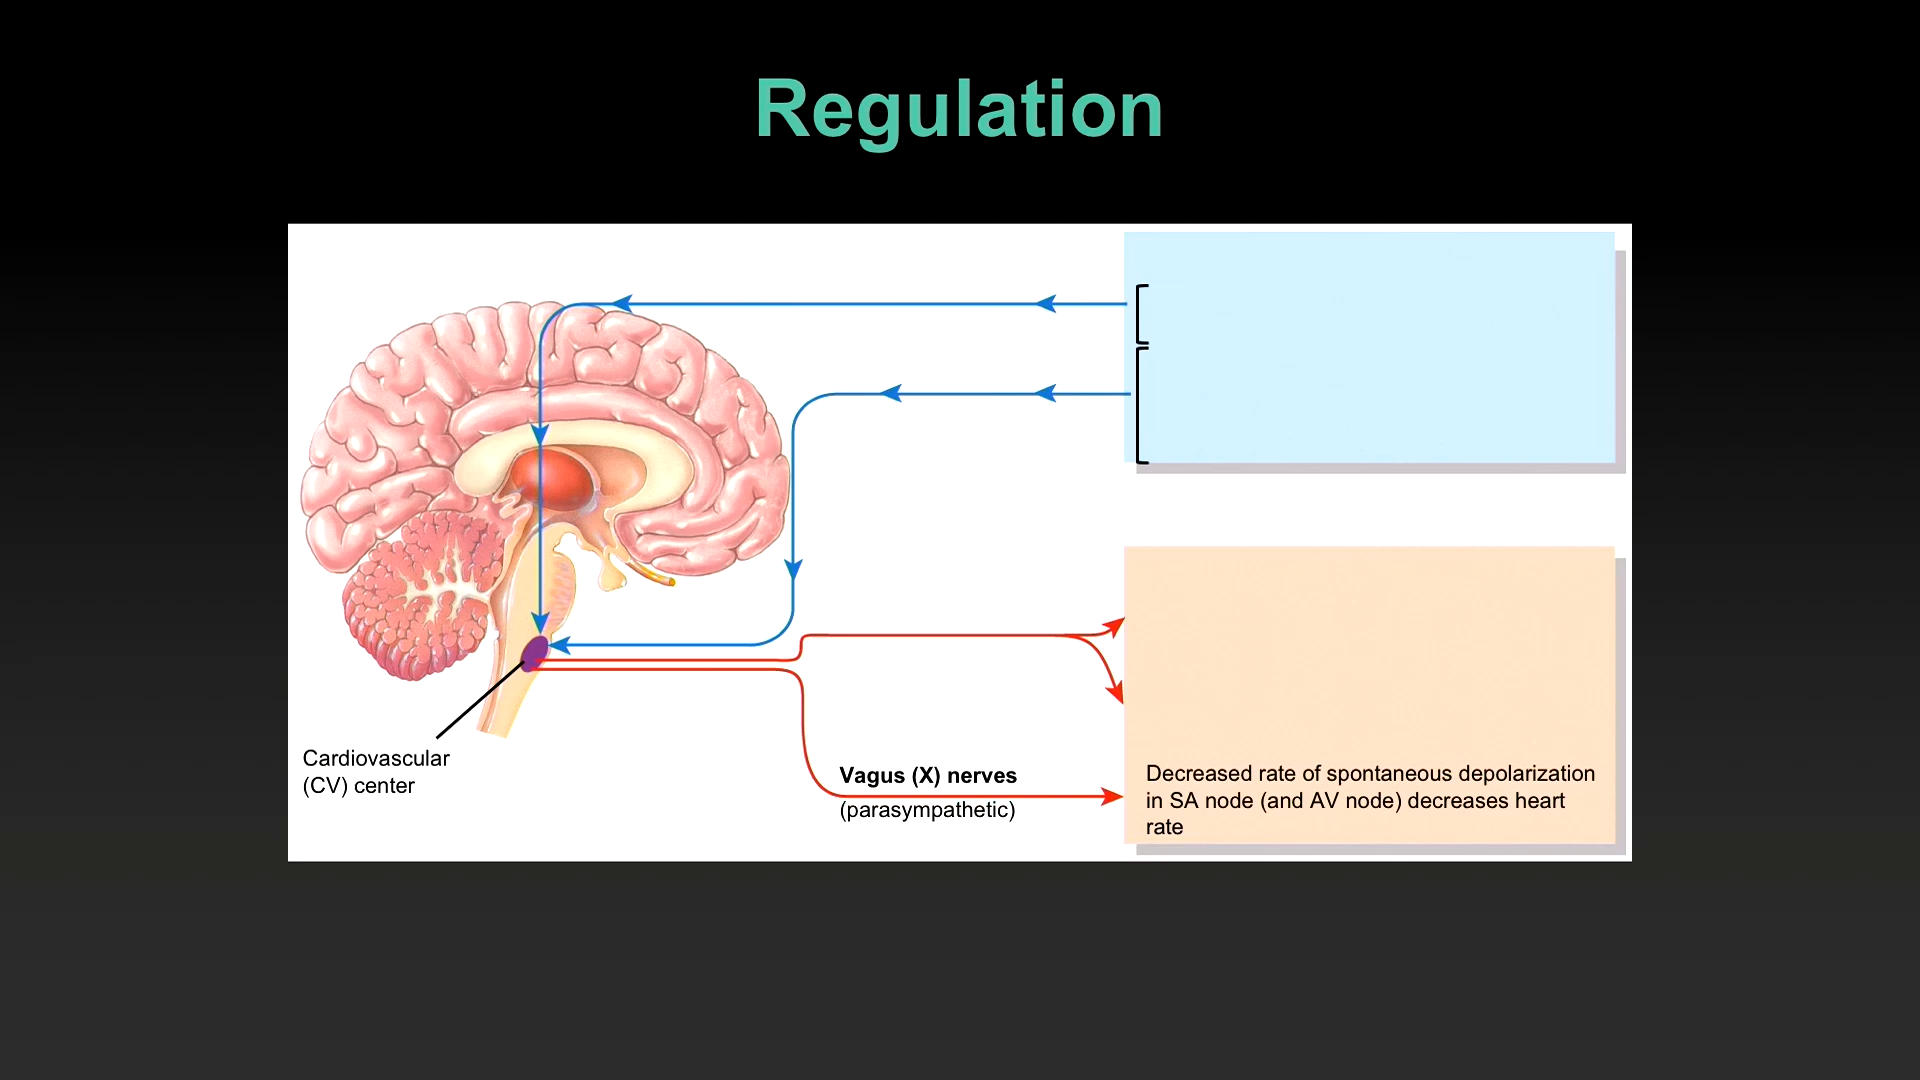 Regulation
Cardiovascular
(CV) center
Vagus (X) nerves
(parasympathetic)
Decreased rate of spontaneous depolarization
in SA node (and AV node) decreases heart
rate